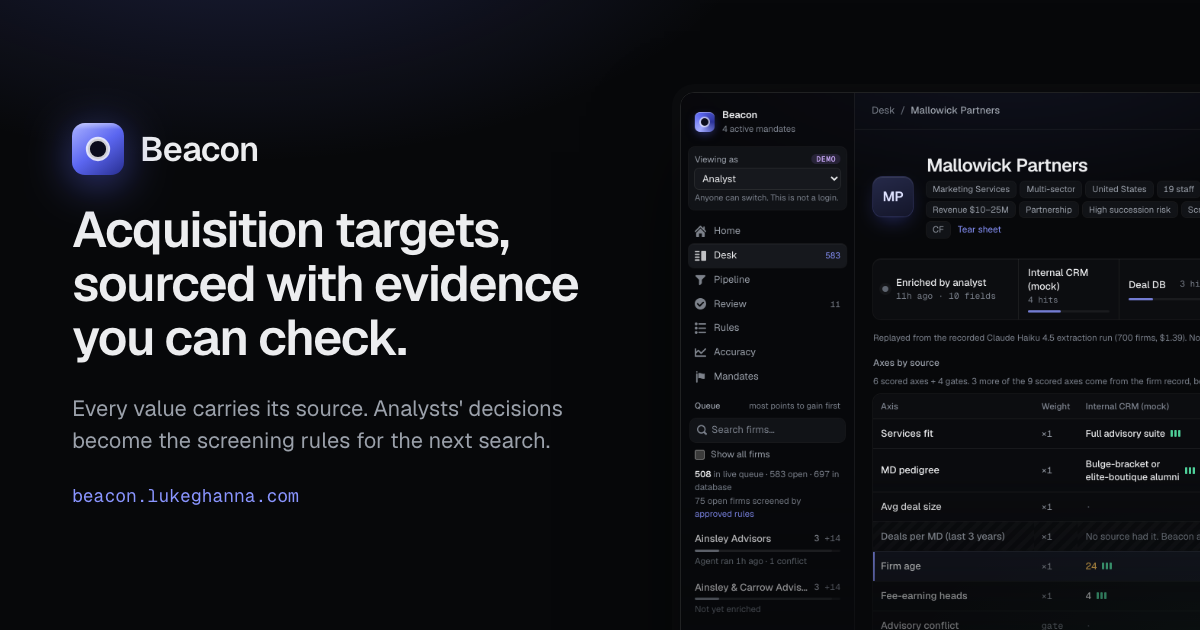 Beacon
Acquisition targets,
sourced with evidence
you can check.
Every value carries its source. Analysts' decisions
become the screening rules for the next search.
beacon.lukeghanna.com
Beacon
4 active mandates
Viewing as DEMO
Analyst
Anyone can switch. This is not a login.
Home
Desk 583
Pipeline
Review 11
Rules
Accuracy
Mandates
Queue most points to gain first
Search firms…
Show all firms
508 in live queue · 583 open · 697 in
database
75 open firms screened by
approved rules
Ainsley Advisors 3 +14
Agent ran 1h ago · 1 conflict
Ainsley & Carrow Advis… 3 +14
Not yet enriched
Desk / Mallowick Partners
MP
Mallowick Partners
Marketing Services Multi-sector United States 19 staff
Revenue $10–25M Partnership High succession risk
CF Tear sheet
Enriched by analyst
11h ago · 10 fields
Internal CRM
(mock)
4 hits
Deal DB 3
Replayed from the recorded Claude Haiku 4.5 extraction run (700 firms, $1.39).
Axes by source
6 scored axes + 4 gates. 3 more of the 9 scored axes come from the firm record,
Axis Weight Internal CRM (mock)
Services fit ×1 Full advisory suite
MD pedigree ×1 Bulge-bracket or
elite-boutique alumni
Avg deal size ×1 ·
Deals per MD (last 3 years) ×1 No source had it. Beacon
Firm age ×1 24
Fee-earning heads ×1 4
Advisory conflict gate ·